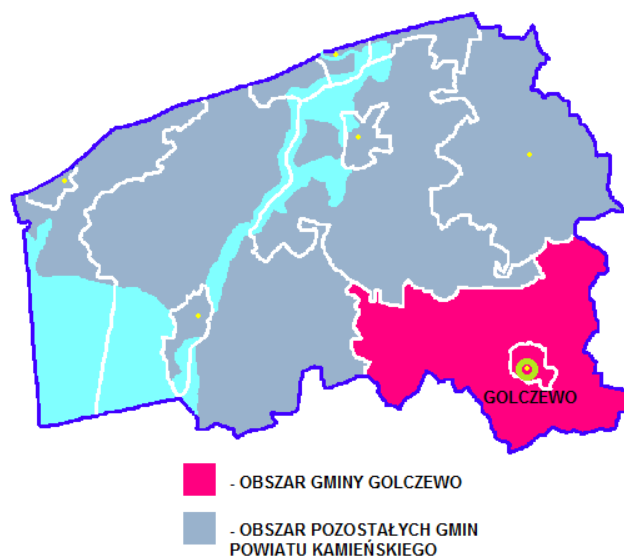 GOLCZEWO
- OBSZAR GMINY GOLCZEWO
- OBSZAR POZOSTAŁYCH GMIN
POWIATU KAMIEŃSKIEGO